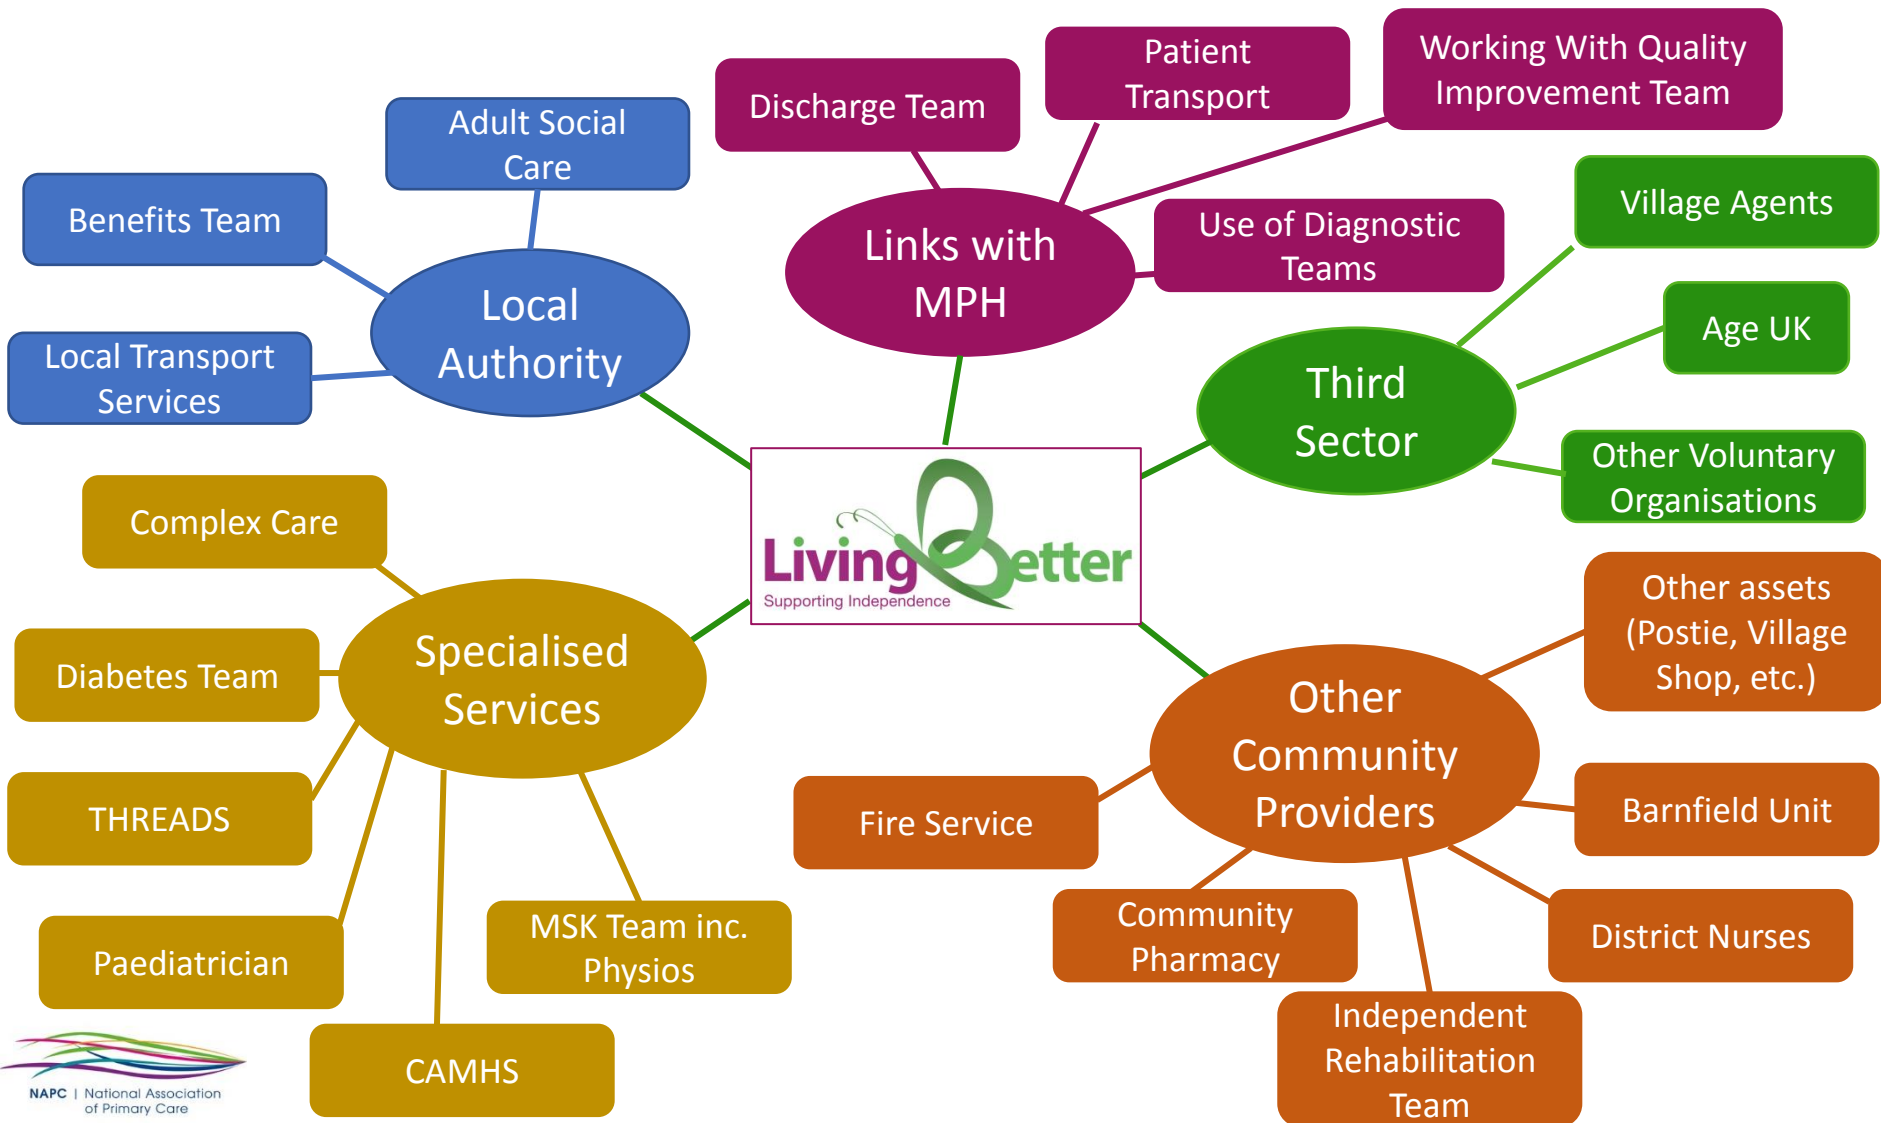 Adult Social
Care
Benefits Team
Local Transport
Services
Local
Authority
Discharge Team
Patient
Transport
Working With Quality
Improvement Team
Use of Diagnostic
Teams
Links with
MPH
Village Agents
Age UK
Other Voluntary
Organisations
Third
Sector
Living Better
Supporting Independence
Complex Care
Diabetes Team
THREADS
Paediatrician
CAMHS
MSK Team inc.
Physios
Specialised
Services
Other
Community
Providers
Other assets
(Postie, Village
Shop, etc.)
Barnfield Unit
District Nurses
Independent
Rehabilitation
Team
Community
Pharmacy
Fire Service
NAPC | National Association
of Primary Care